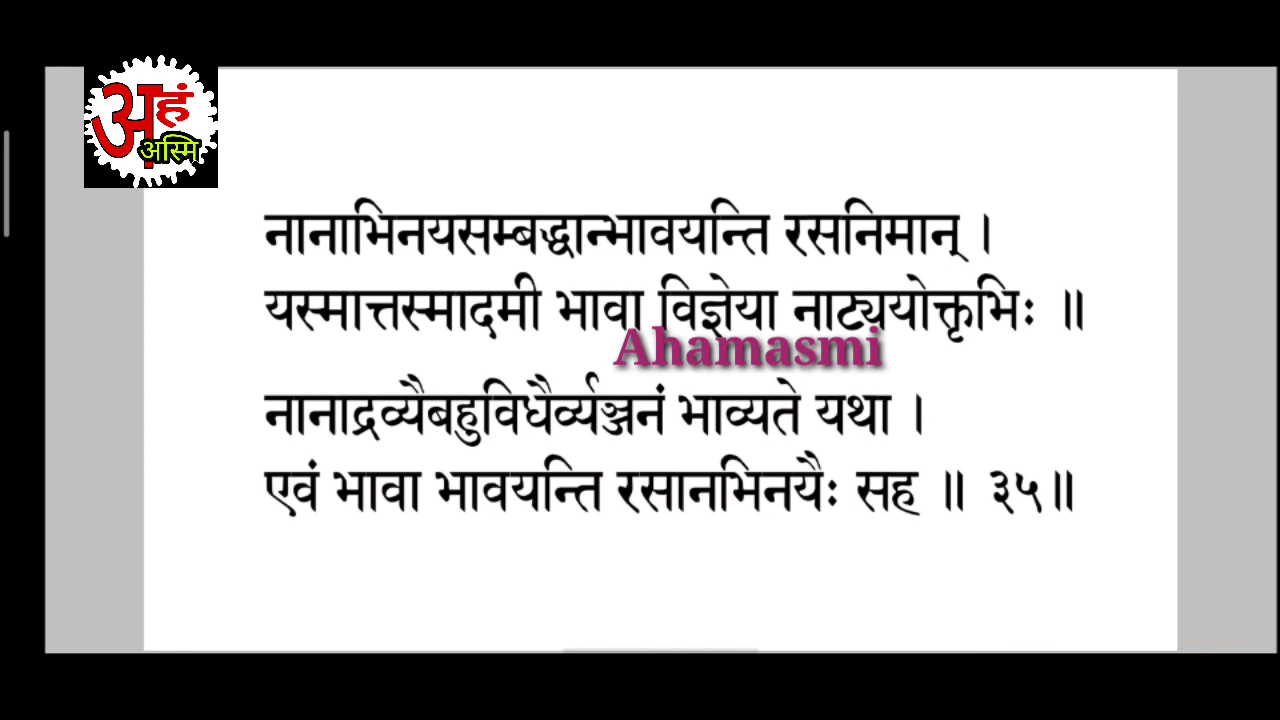 अहं
अस्मि
नानाभिनयसम्बद्धान्भावयन्ति रसनिमान् ।
यस्मात्तस्मादमी भावा विज्ञेया नाट्ययोक्तृभिः ॥
Ahamasmi
नानाद्रव्यैबहुविधैर्व्यञ्जनं भाव्यते यथा ।
एवं भावा भावयन्ति रसानभिनयैः सह ॥ ३५॥